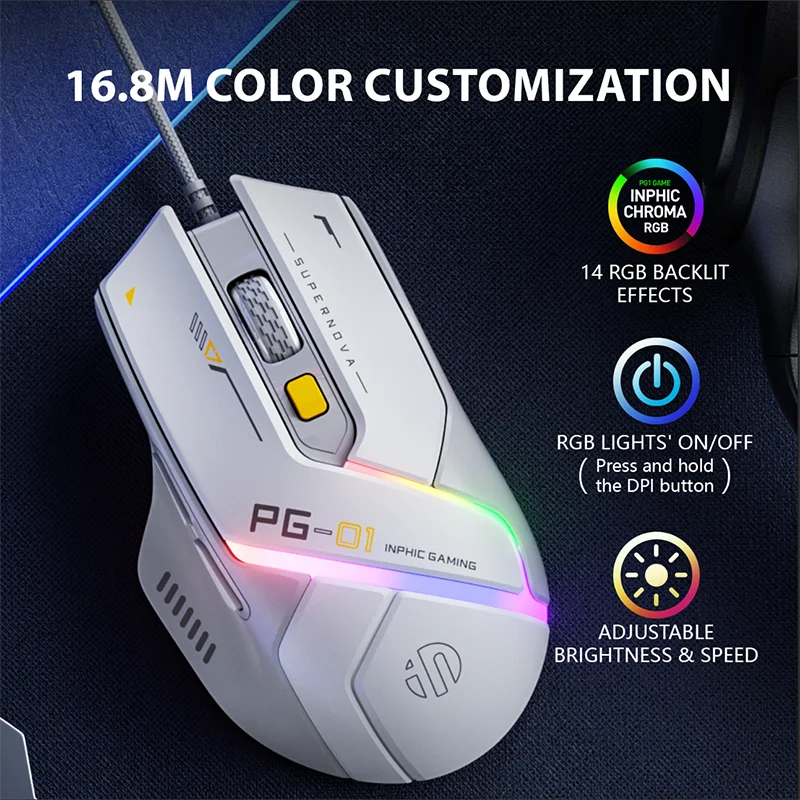 16.8M COLOR CUSTOMIZATION
PG1 GAME
INPHIC
CHROMA
RGB
14 RGB BACKLIT
EFFECTS
RGB LIGHTS' ON/OFF
( Press and hold
the DPI button )
ADJUSTABLE
BRIGHTNESS & SPEED
SUPERNOVA
PG-01
INPHIC GAMING